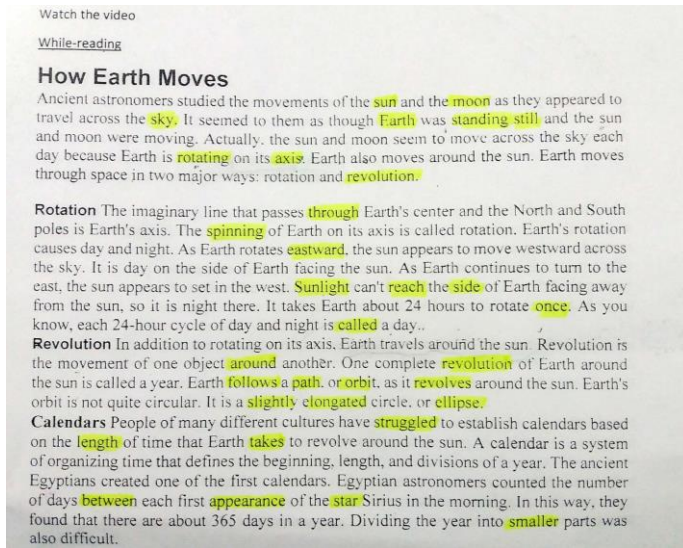 Watch the video
While-reading
How Earth Moves
Ancient astronomers studied the movements of the sun and the moon as they appeared to
travel across the sky. It seemed to them as though Earth was standing still and the sun
and moon were moving. Actually, the sun and moon seem to move across the sky each
day because Earth is rotating on its axis. Earth also moves around the sun. Earth moves
through space in two major ways: rotation and revolution.
Rotation The imaginary line that passes through Earth's center and the North and South
poles is Earth's axis. The spinning of Earth on its axis is called rotation. Earth's rotation
causes day and night. As Earth rotates eastward, the sun appears to move westward across
the sky. It is day on the side of Earth facing the sun. As Earth continues to turn to the
east, the sun appears to set in the west. Sunlight can't reach the side of Earth facing away
from the sun, so it is night there. It takes Earth about 24 hours to rotate once. As you
know, each 24-hour cycle of day and night is called a day..
Revolution In addition to rotating on its axis, Earth travels around the sun. Revolution is
the movement of one object around another. One complete revolution of Earth around
the sun is called a year. Earth follows a path, or orbit, as it revolves around the sun. Earth's
orbit is not quite circular. It is a slightly elongated circle, or ellipse.
Calendars People of many different cultures have struggled to establish calendars based
on the length of time that Earth takes to revolve around the sun. A calendar is a system
of organizing time that defines the beginning, length, and divisions of a year. The ancient
Egyptians created one of the first calendars. Egyptian astronomers counted the number
of days between each first appearance of the star Sirius in the morning. In this way, they
found that there are about 365 days in a year. Dividing the year into smaller parts was
also difficult.